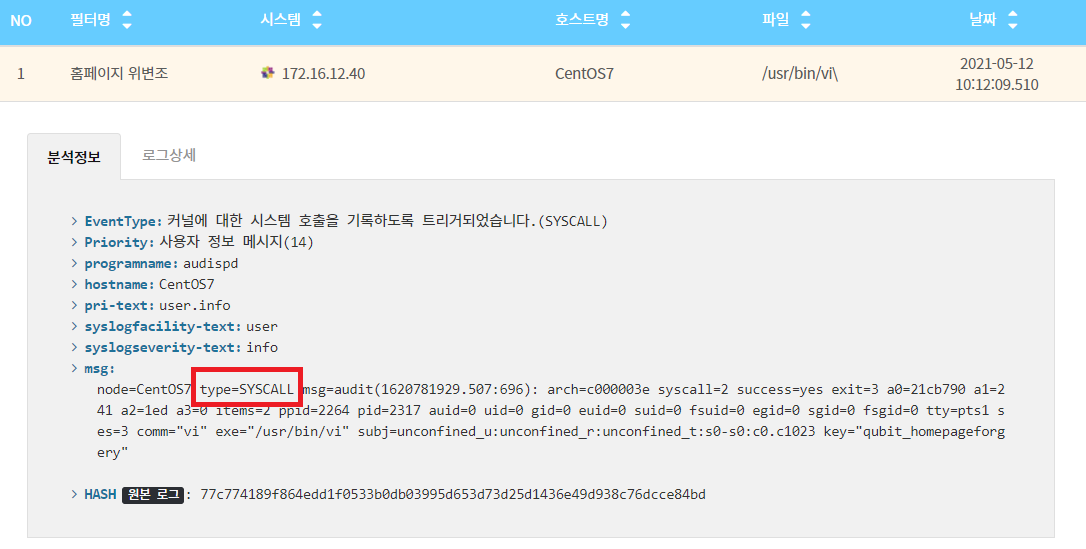 NO 필터명 시스템 호스트명 파일 날짜
1 홈페이지 위변조 172.16.12.40 CentOS7 /usr/bin/vi\ 2021-05-12
10:12:09.510
분석정보 로그상세
> EventType: 커널에 대한 시스템 호출을 기록하도록 트리거되었습니다.(SYSCALL)
> Priority: 사용자 정보 메시지(14)
> programname: audispd
> hostname: CentOS7
> pri-text: user.info
> syslogfacility-text: user
> syslogseverity-text: info
> msg:
node=CentOS7 type=SYSCALL msg=audit(1620781929.507:696): arch=c000003e syscall=2 success=yes exit=3 a0=21cb790 a1=2
41 a2=1ed a3=0 items=2 ppid=2264 pid=2317 auid=0 uid=0 gid=0 euid=0 suid=0 fsuid=0 egid=0 sgid=0 fsgid=0 tty=pts1 s
es=3 comm="vi" exe="/usr/bin/vi" subj=unconfined_u:unconfined_r:unconfined_t:s0-s0:c0.c1023 key="qubit_homepageforg
ery"
> HASH 원본 로그 : 77c774189f864edd1f0533b0db03995d653d73d25d1436e49d938c76dcce84bd